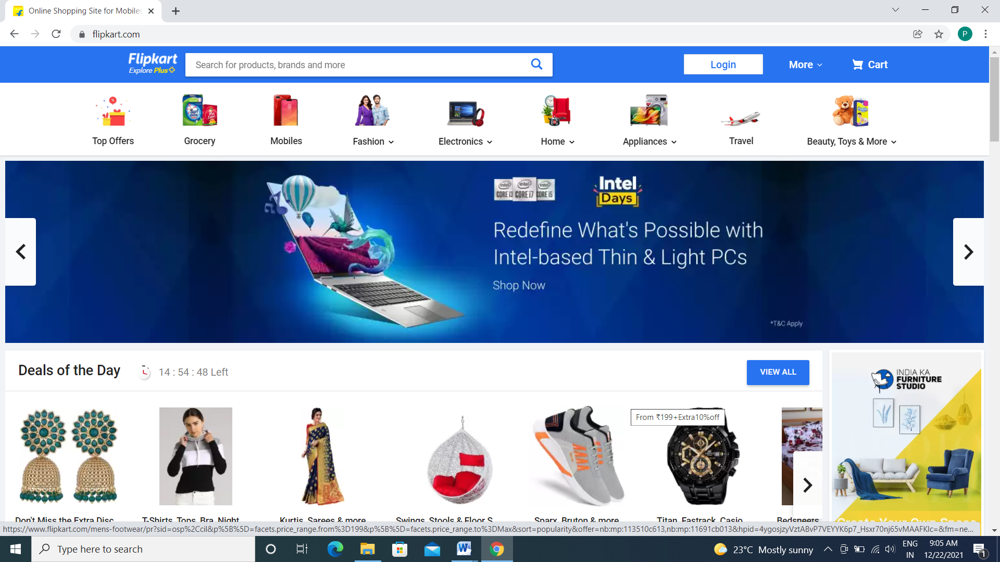 Online Shopping Site for Mobiles
flipkart.com
P
Flipkart
Explore Plus
Search for products, brands and more
Login
More
Cart
Top Offers
Grocery
Mobiles
Fashion
Electronics
Home
Appliances
Travel
Beauty, Toys & More
intel CORE i3
intel CORE i7
intel CORE i5
Intel
Days
Redefine What's Possible with
Intel-based Thin & Light PCs
Shop Now
*T&C Apply
Deals of the Day
14 : 54 : 48 Left
VIEW ALL
INDIA KA
FURNITURE
STUDIO
From ₹199+Extra10%off
Don't Miss the Extra Disc
T-Shirts, Tops, Bra, Night
Kurtis, Sarees & more
Swings, Stools & Floor S
Sparx, Bruton & more
Titan, Fastrack, Casio
Bedsheets
Create Your Own Space
https://www.flipkart.com/mens-footwear/pr?sid=osp%2Ccil&p%5B%5D=facets.price_range.from%3D199&p%5B%5D=facets.price_range.to%3DMax&sort=popularity&offer=nb:mp:113510c613,nb:mp:11691cb013&hpid=4ygosjzyVztABvP7VEYYK6p7_Hsxr70nj65vMAAFKlc=&fm=ne...
Type here to search
23°C Mostly sunny
ENG
IN
9:05 AM
12/22/2021
1